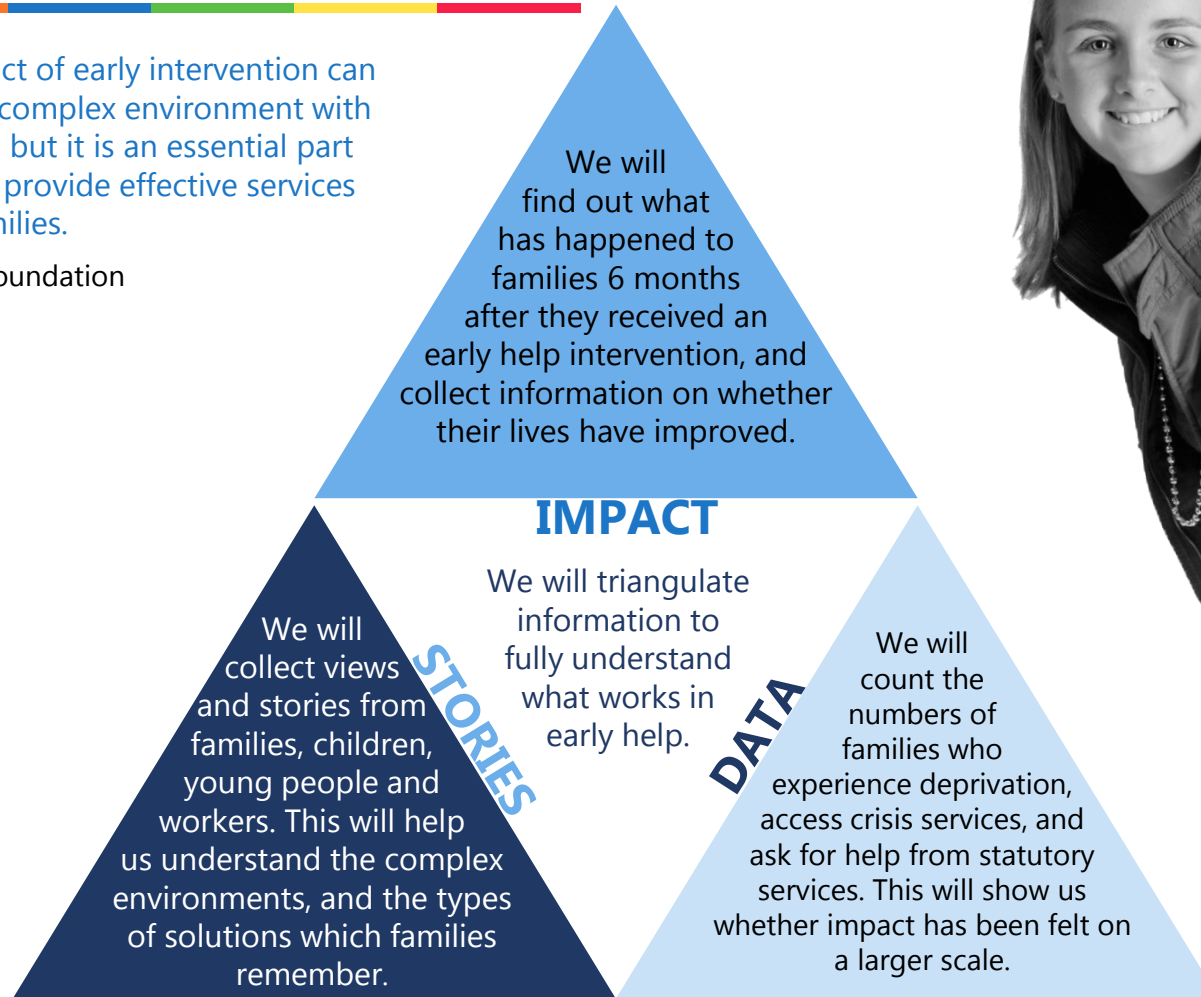 ct of early intervention can
complex environment with
but it is an essential part
provide effective services
nilies.
oundation
We will
find out what
has happened to
families 6 months
after they received an
early help intervention, and
collect information on whether
their lives have improved.
IMPACT
We will triangulate
information to
fully understand
what works in
early help.
STORIES
DATA
We will
collect views
and stories from
families, children,
young people and
workers. This will help
us understand the complex
environments, and the types
of solutions which families
remember.
We will
count the
numbers of
families who
experience deprivation,
access crisis services, and
ask for help from statutory
services. This will show us
whether impact has been felt on
a larger scale.